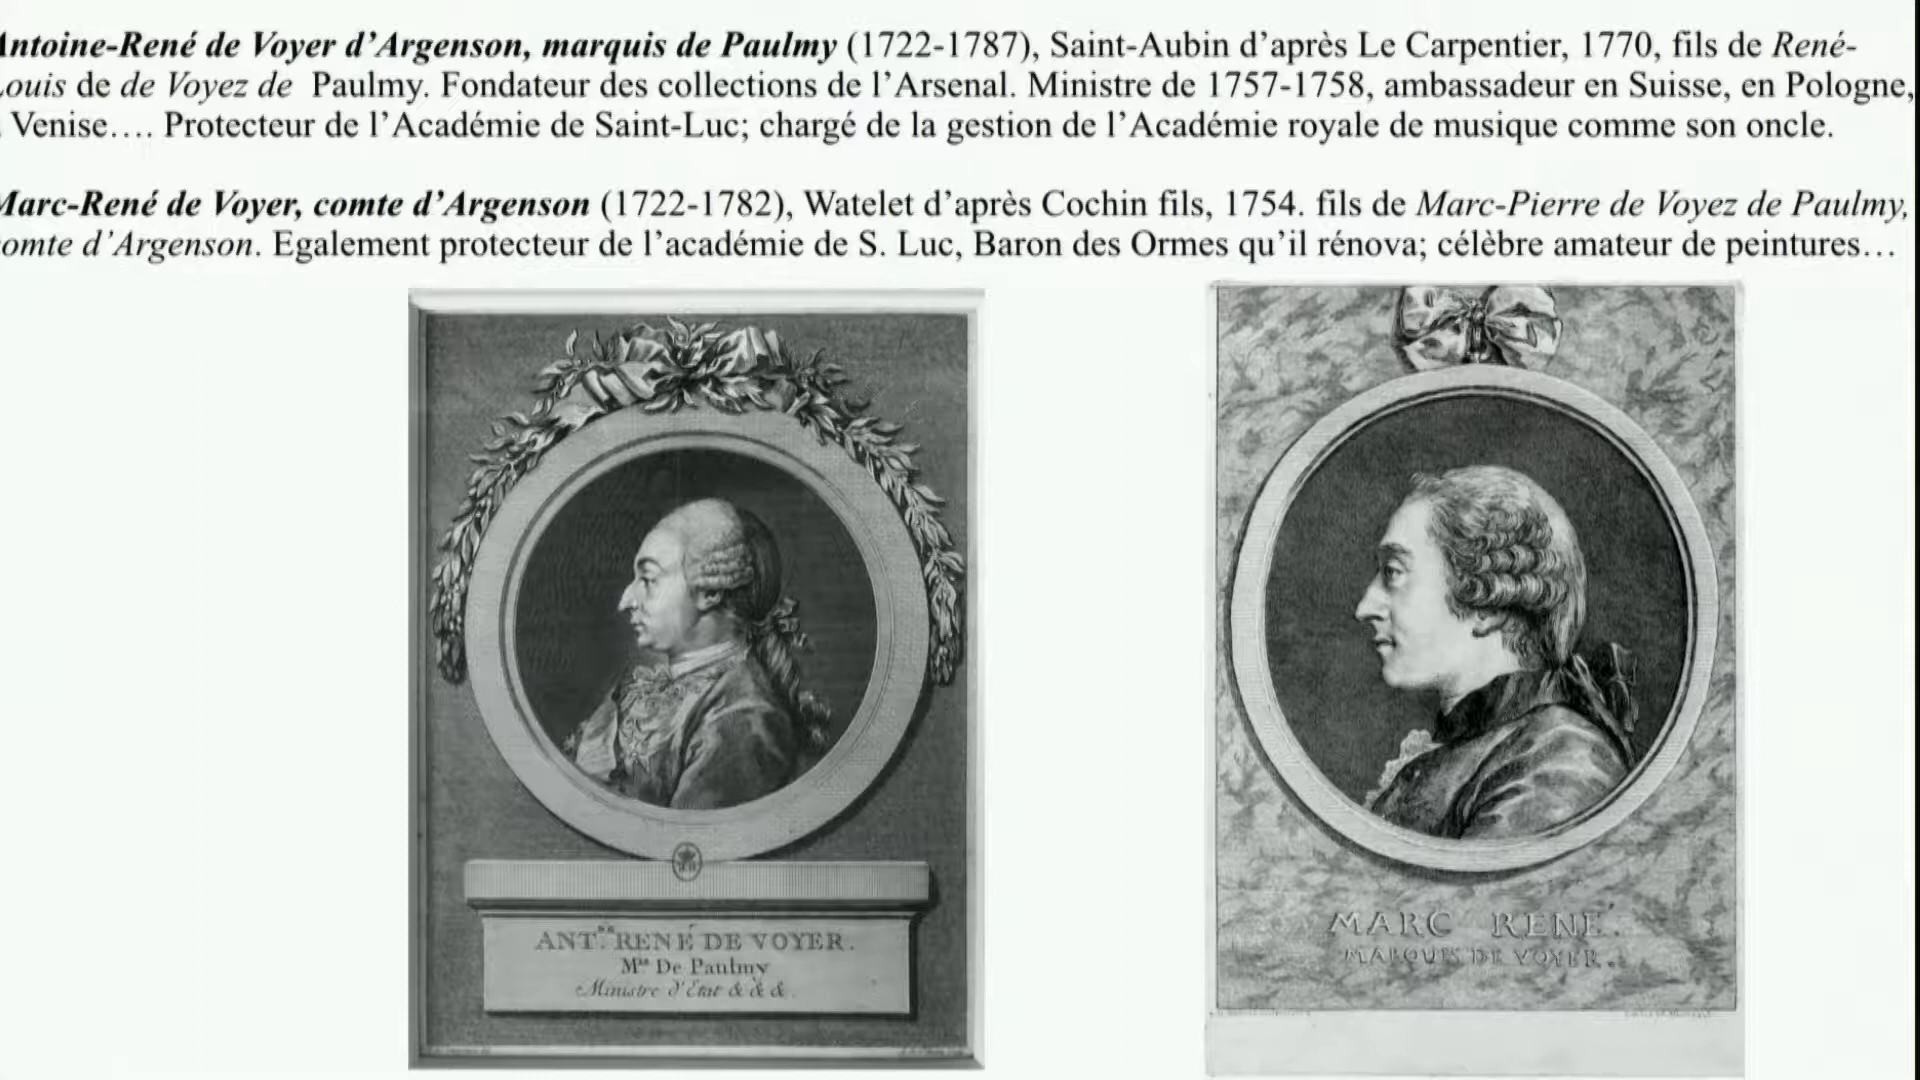 Antoine-René de Voyer d’Argenson, marquis de Paulmy (1722-1787), Saint-Aubin d’après Le Carpentier, 1770, fils de René-
Louis de de Voyez de Paulmy. Fondateur des collections de l’Arsenal. Ministre de 1757-1758, ambassadeur en Suisse, en Pologne,
Venise…. Protecteur de l’Académie de Saint-Luc; chargé de la gestion de l’Académie royale de musique comme son oncle.
Marc-René de Voyer, comte d’Argenson (1722-1782), Watelet d’après Cochin fils, 1754. fils de Marc-Pierre de Voyez de Paulmy,
comte d’Argenson. Egalement protecteur de l’académie de S. Luc, Baron des Ormes qu’il rénova; célèbre amateur de peintures…
ANT.NE RENÉ DE VOYER.
Mis De Paulmy
Ministre d'Etat & & &.
MARC RENÉ.
MARQUIS DE VOYER.